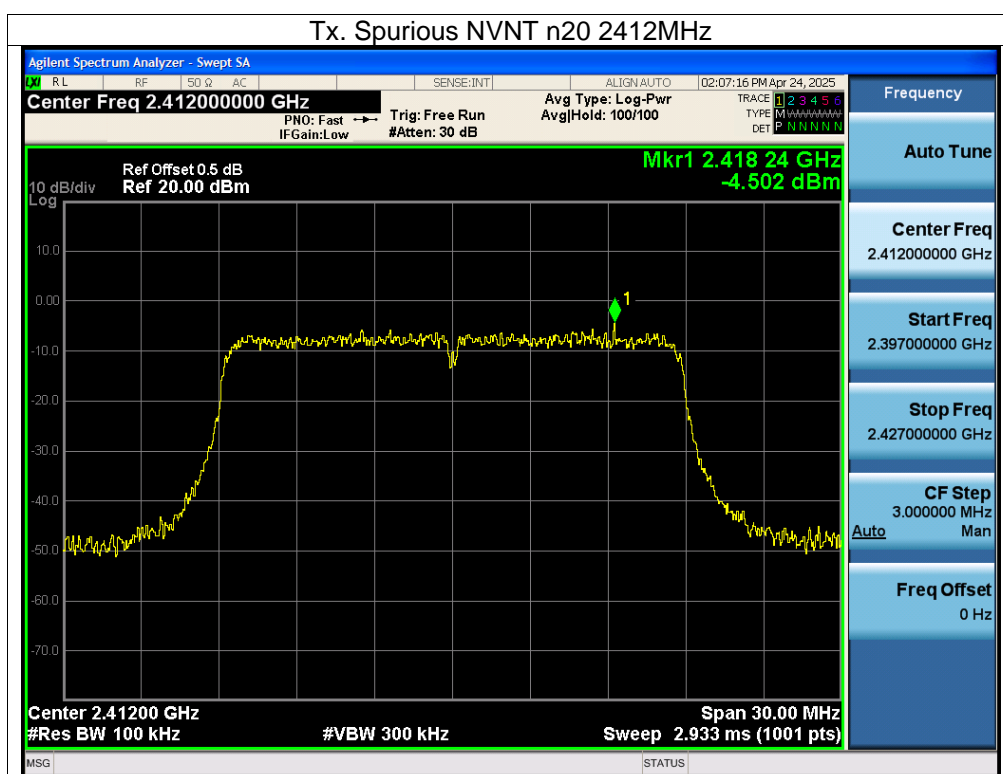 Tx. Spurious NVNT n20 2412MHz
Agilent Spectrum Analyzer - Swept SA
LXI RL RF 50 Ω AC SENSE:INT ALIGN AUTO 02:07:16 PM Apr 24, 2025
Center Freq 2.412000000 GHz
PNO: Fast
IFGain:Low
Trig: Free Run
#Atten: 30 dB
Avg Type: Log-Pwr
Avg|Hold: 100/100
TRACE 1 2 3 4 5 6
TYPE M WWWWW
DET P N N N N N
Ref Offset 0.5 dB
Ref 20.00 dBm
10 dB/div
Log
Mkr1 2.418 24 GHz
-4.502 dBm
10.0
0.00
-10.0
-20.0
-30.0
-40.0
-50.0
-60.0
-70.0
1
Center 2.41200 GHz
#Res BW 100 kHz
#VBW 300 kHz
Span 30.00 MHz
Sweep 2.933 ms (1001 pts)
MSG
STATUS
Frequency
Auto Tune
Center Freq
2.412000000 GHz
Start Freq
2.397000000 GHz
Stop Freq
2.427000000 GHz
CF Step
3.000000 MHz
Auto Man
Freq Offset
0 Hz